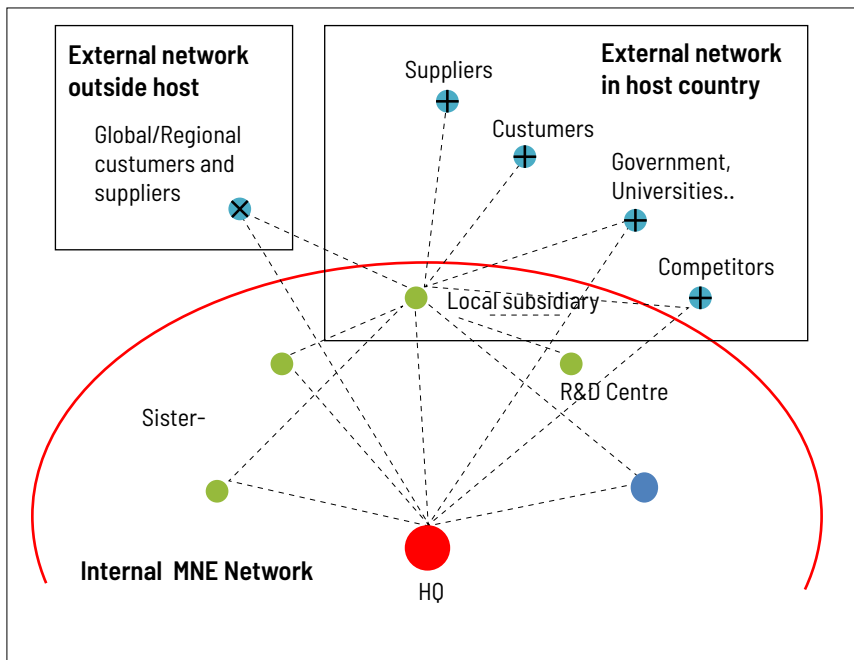 External network
outside host
Global/Regional
custumers and
suppliers
External network
in host country
Suppliers
Custumers
Government,
Universities..
Competitors
Local subsidiary
R&D Centre
Sister-
Internal MNE Network
HQ